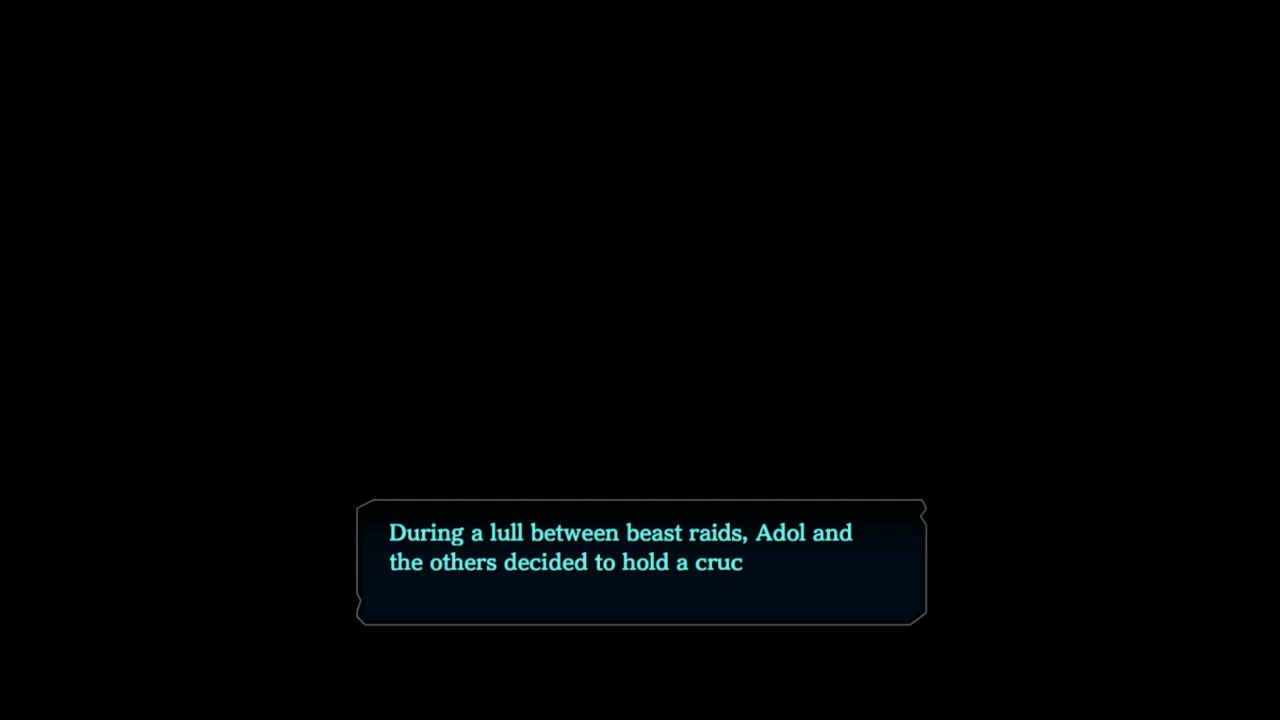 During a lull between beast raids, Adol and
the others decided to hold a cruc